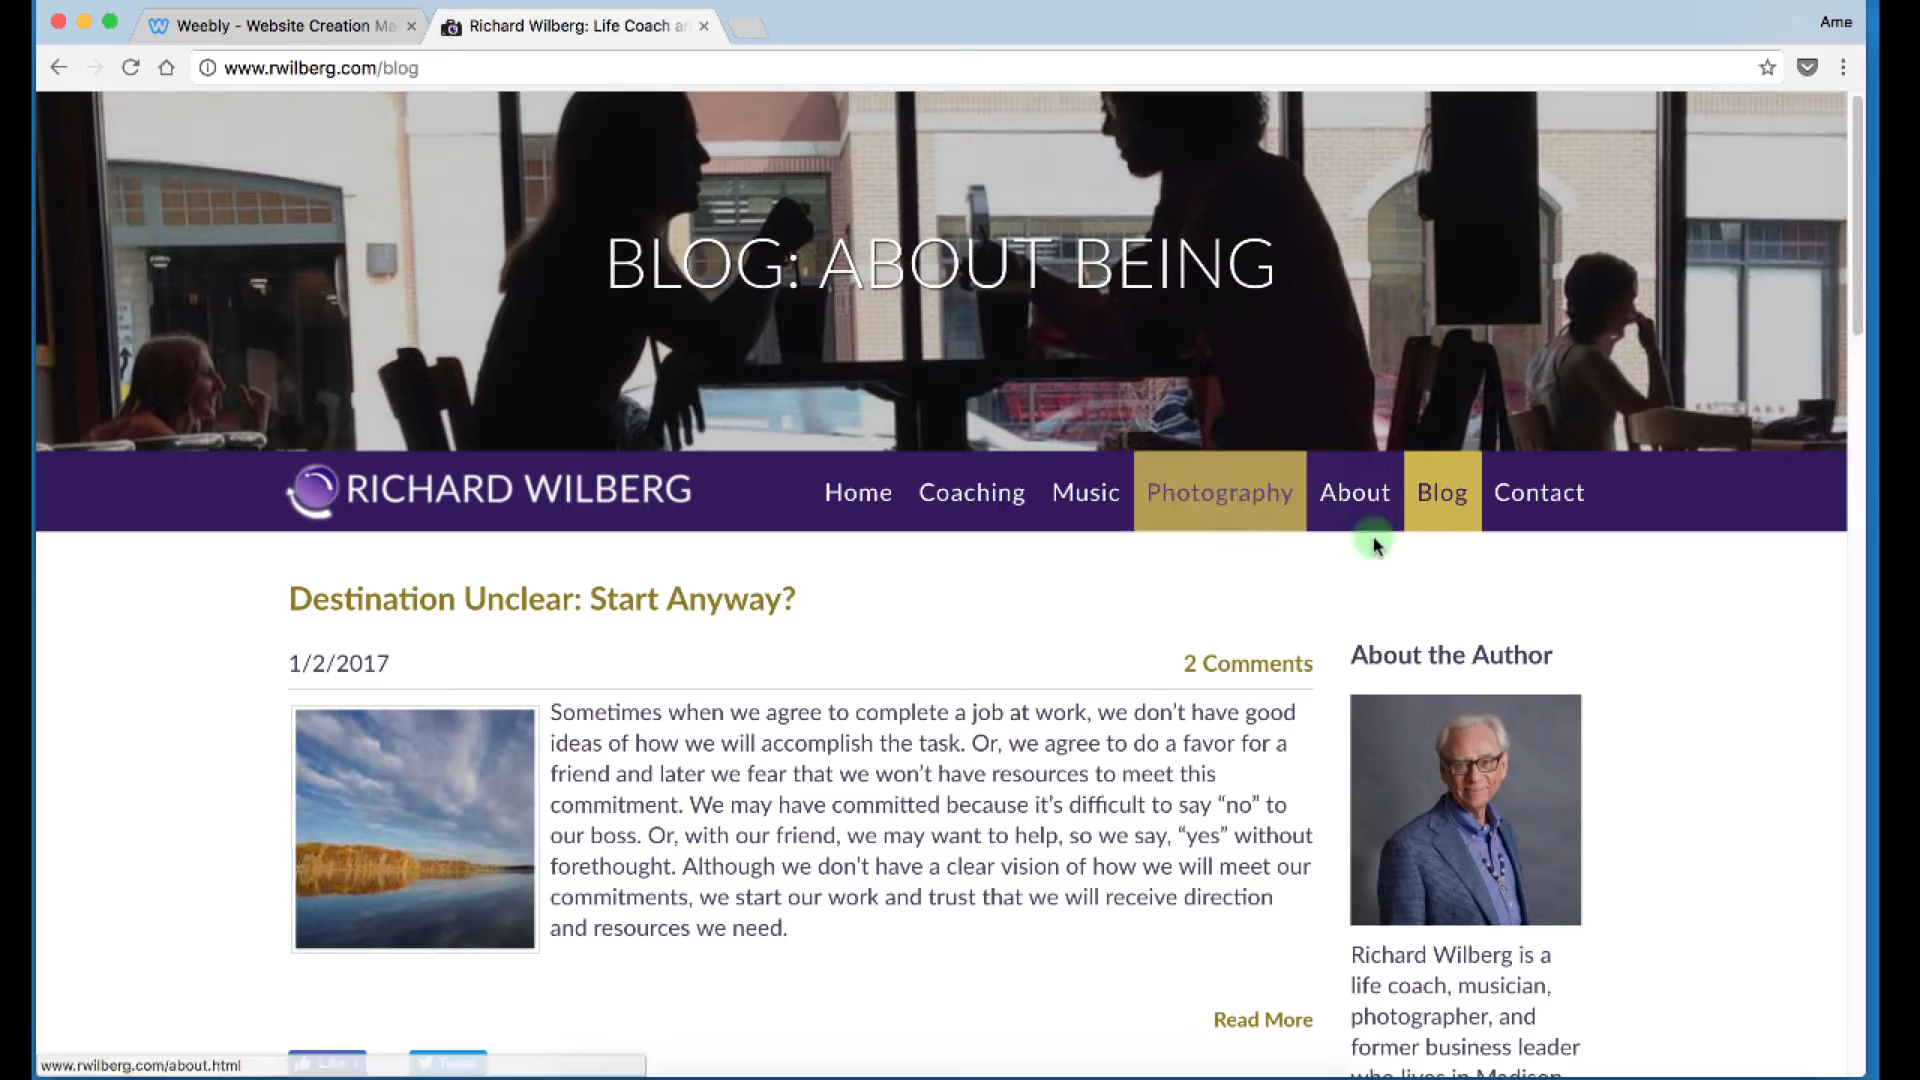 Weebly - Website Creation Ma
Richard Wilberg: Life Coach an
Ame
www.rwilberg.com/blog
BLOG: ABOUT BEING
RICHARD WILBERG
Home Coaching Music Photography About Blog Contact
Destination Unclear: Start Anyway?
1/2/2017
2 Comments
Sometimes when we agree to complete a job at work, we don’t have good
ideas of how we will accomplish the task. Or, we agree to do a favor for a
friend and later we fear that we won’t have resources to meet this
commitment. We may have committed because it’s difficult to say “no” to
our boss. Or, with our friend, we may want to help, so we say, “yes” without
forethought. Although we don’t have a clear vision of how we will meet our
commitments, we start our work and trust that we will receive direction
and resources we need.
Read More
About the Author
Richard Wilberg is a
life coach, musician,
photographer, and
former business leader
who lives in Madison
Like 1
Tweet
www.rwilberg.com/about.html